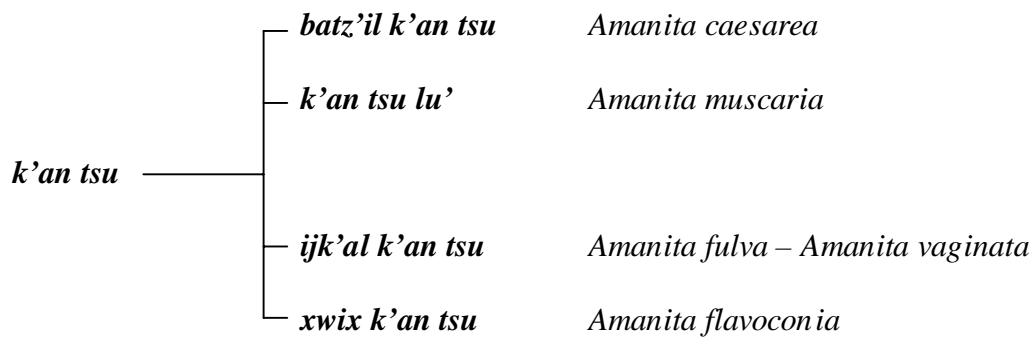 batz’il k’an tsu Amanita caesarea
k’an tsu lu’ Amanita muscaria
k’an tsu
ijk’al k’an tsu Amanita fulva – Amanita vaginata
xwix k’an tsu Amanita flavoconia